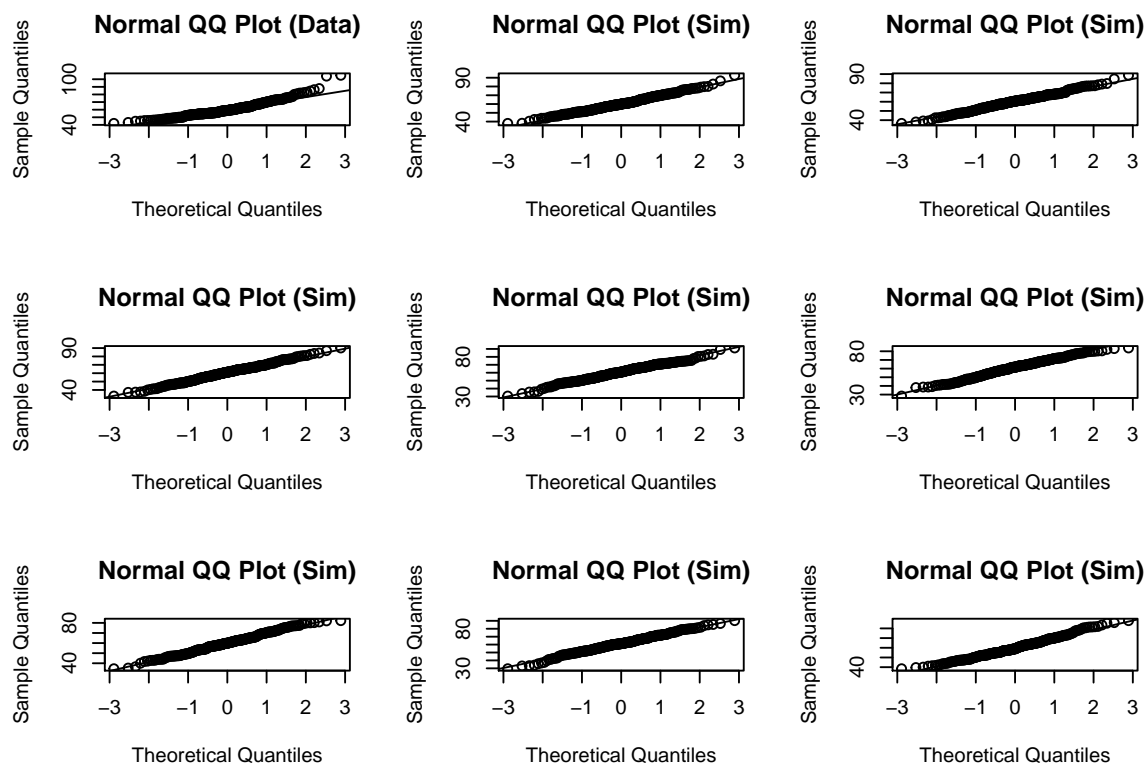 Normal QQ Plot (Data)
Sample Quantiles
100
40
−3 −1 0 1 2 3
Theoretical Quantiles
Normal QQ Plot (Sim)
Sample Quantiles
90
40
−3 −1 0 1 2 3
Theoretical Quantiles
Normal QQ Plot (Sim)
Sample Quantiles
90
40
−3 −1 0 1 2 3
Theoretical Quantiles
Normal QQ Plot (Sim)
Sample Quantiles
90
40
−3 −1 0 1 2 3
Theoretical Quantiles
Normal QQ Plot (Sim)
Sample Quantiles
80
30
−3 −1 0 1 2 3
Theoretical Quantiles
Normal QQ Plot (Sim)
Sample Quantiles
80
30
−3 −1 0 1 2 3
Theoretical Quantiles
Normal QQ Plot (Sim)
Sample Quantiles
80
40
−3 −1 0 1 2 3
Theoretical Quantiles
Normal QQ Plot (Sim)
Sample Quantiles
80
30
−3 −1 0 1 2 3
Theoretical Quantiles
Normal QQ Plot (Sim)
Sample Quantiles
40
−3 −1 0 1 2 3
Theoretical Quantiles